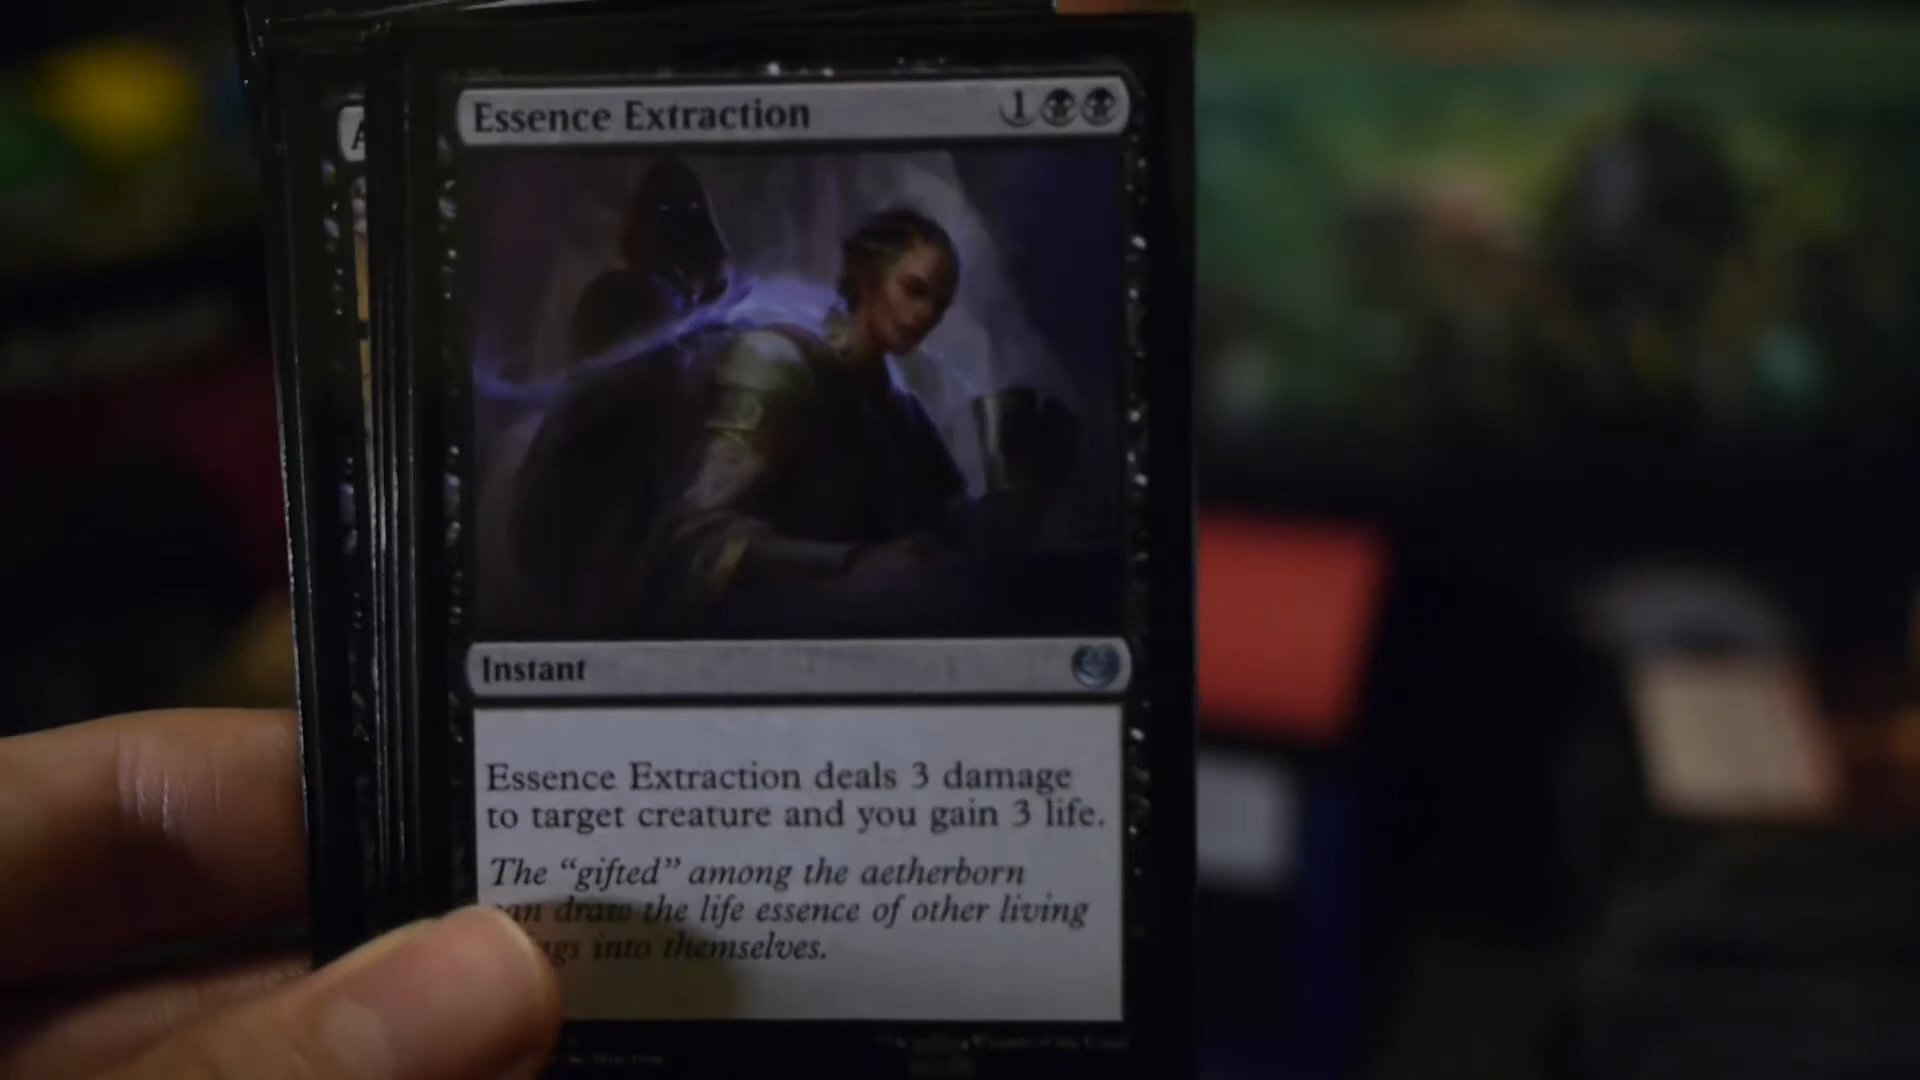 Essence Extraction 1
A
Instant
Essence Extraction deals 3 damage
to target creature and you gain 3 life.
The “gifted” among the aetherborn
draw the life essence of other living
into themselves.